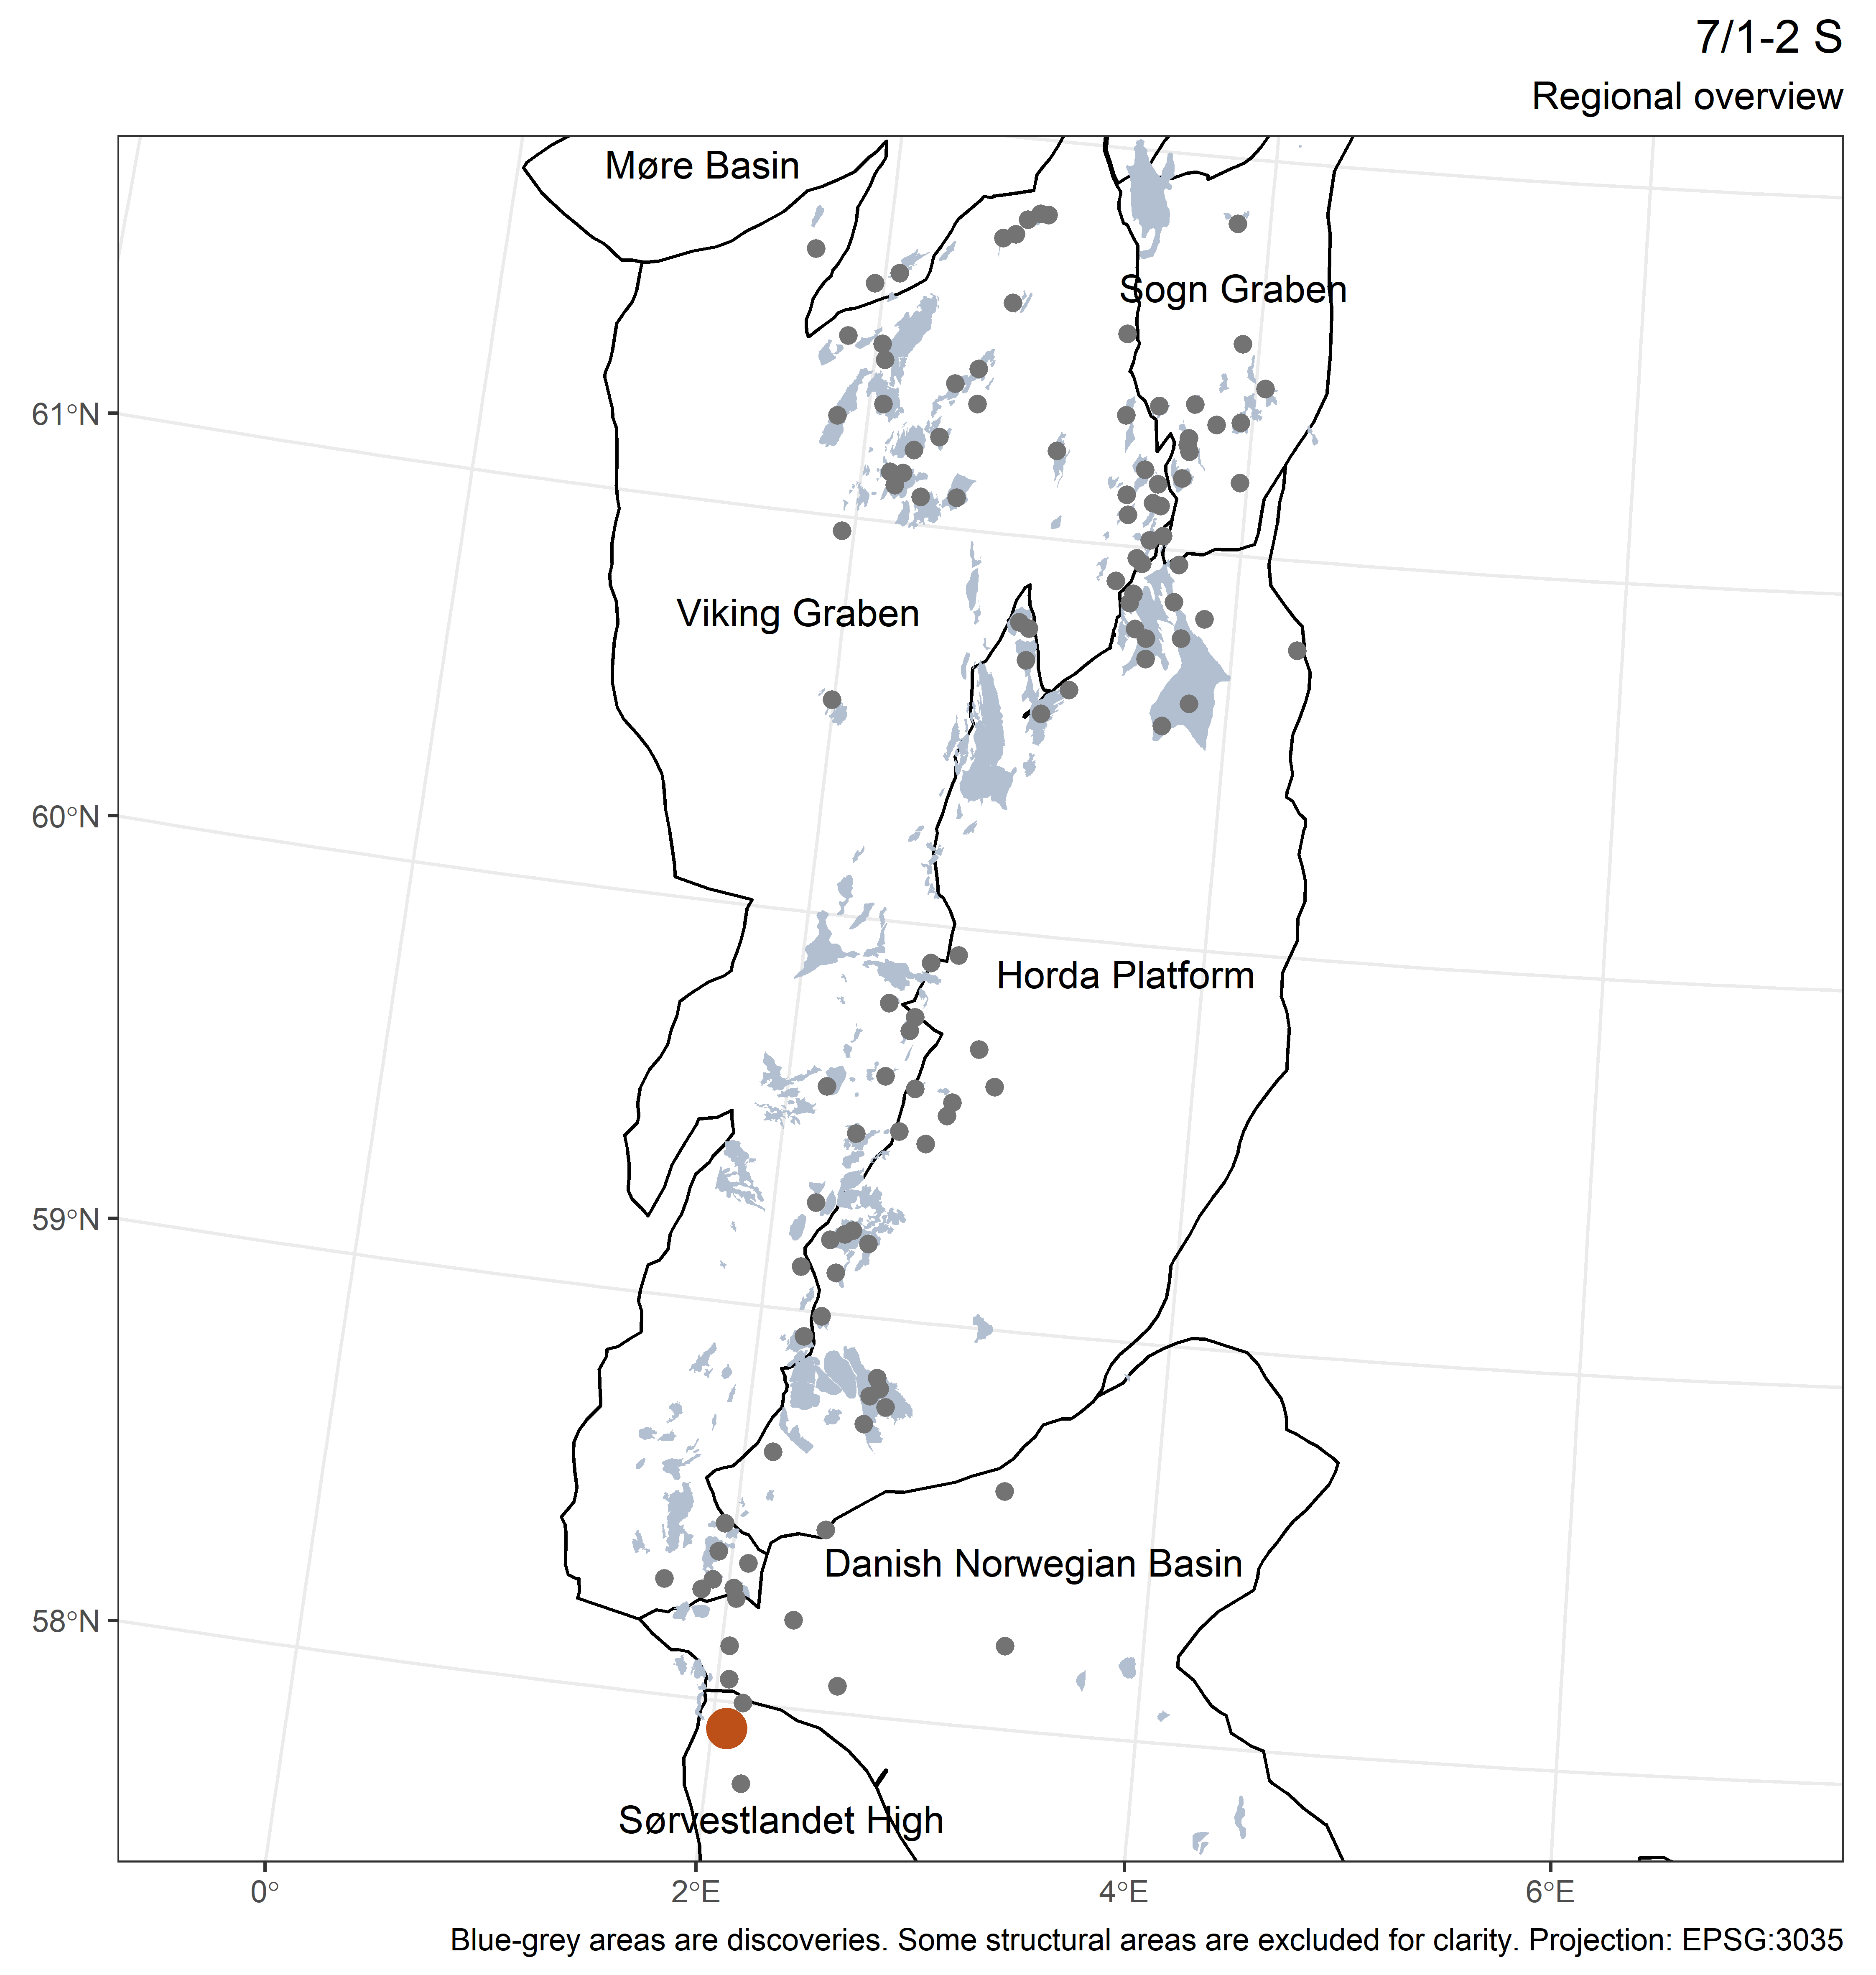 7/1-2 S
Regional overview
Møre Basin
Sogn Graben
61°N
Viking Graben
60°N
Horda Platform
59°N
Danish Norwegian Basin
58°N
Sørvestlandet High
0° 2°E 4°E 6°E
Blue-grey areas are discoveries. Some structural areas are excluded for clarity. Projection: EPSG:3035